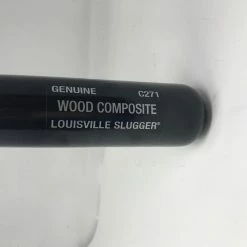 GENUINE C271
WOOD COMPOSITE
LOUISVILLE SLUGGER®